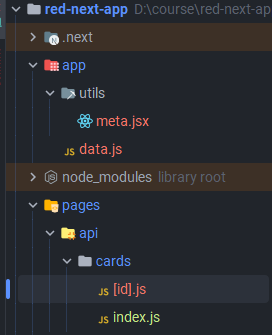 red-next-app D:\course\red-next-ap
.next
app
utils
meta.jsx
JS data.js
node_modules library root
pages
api
cards
JS [id].js
JS index.js